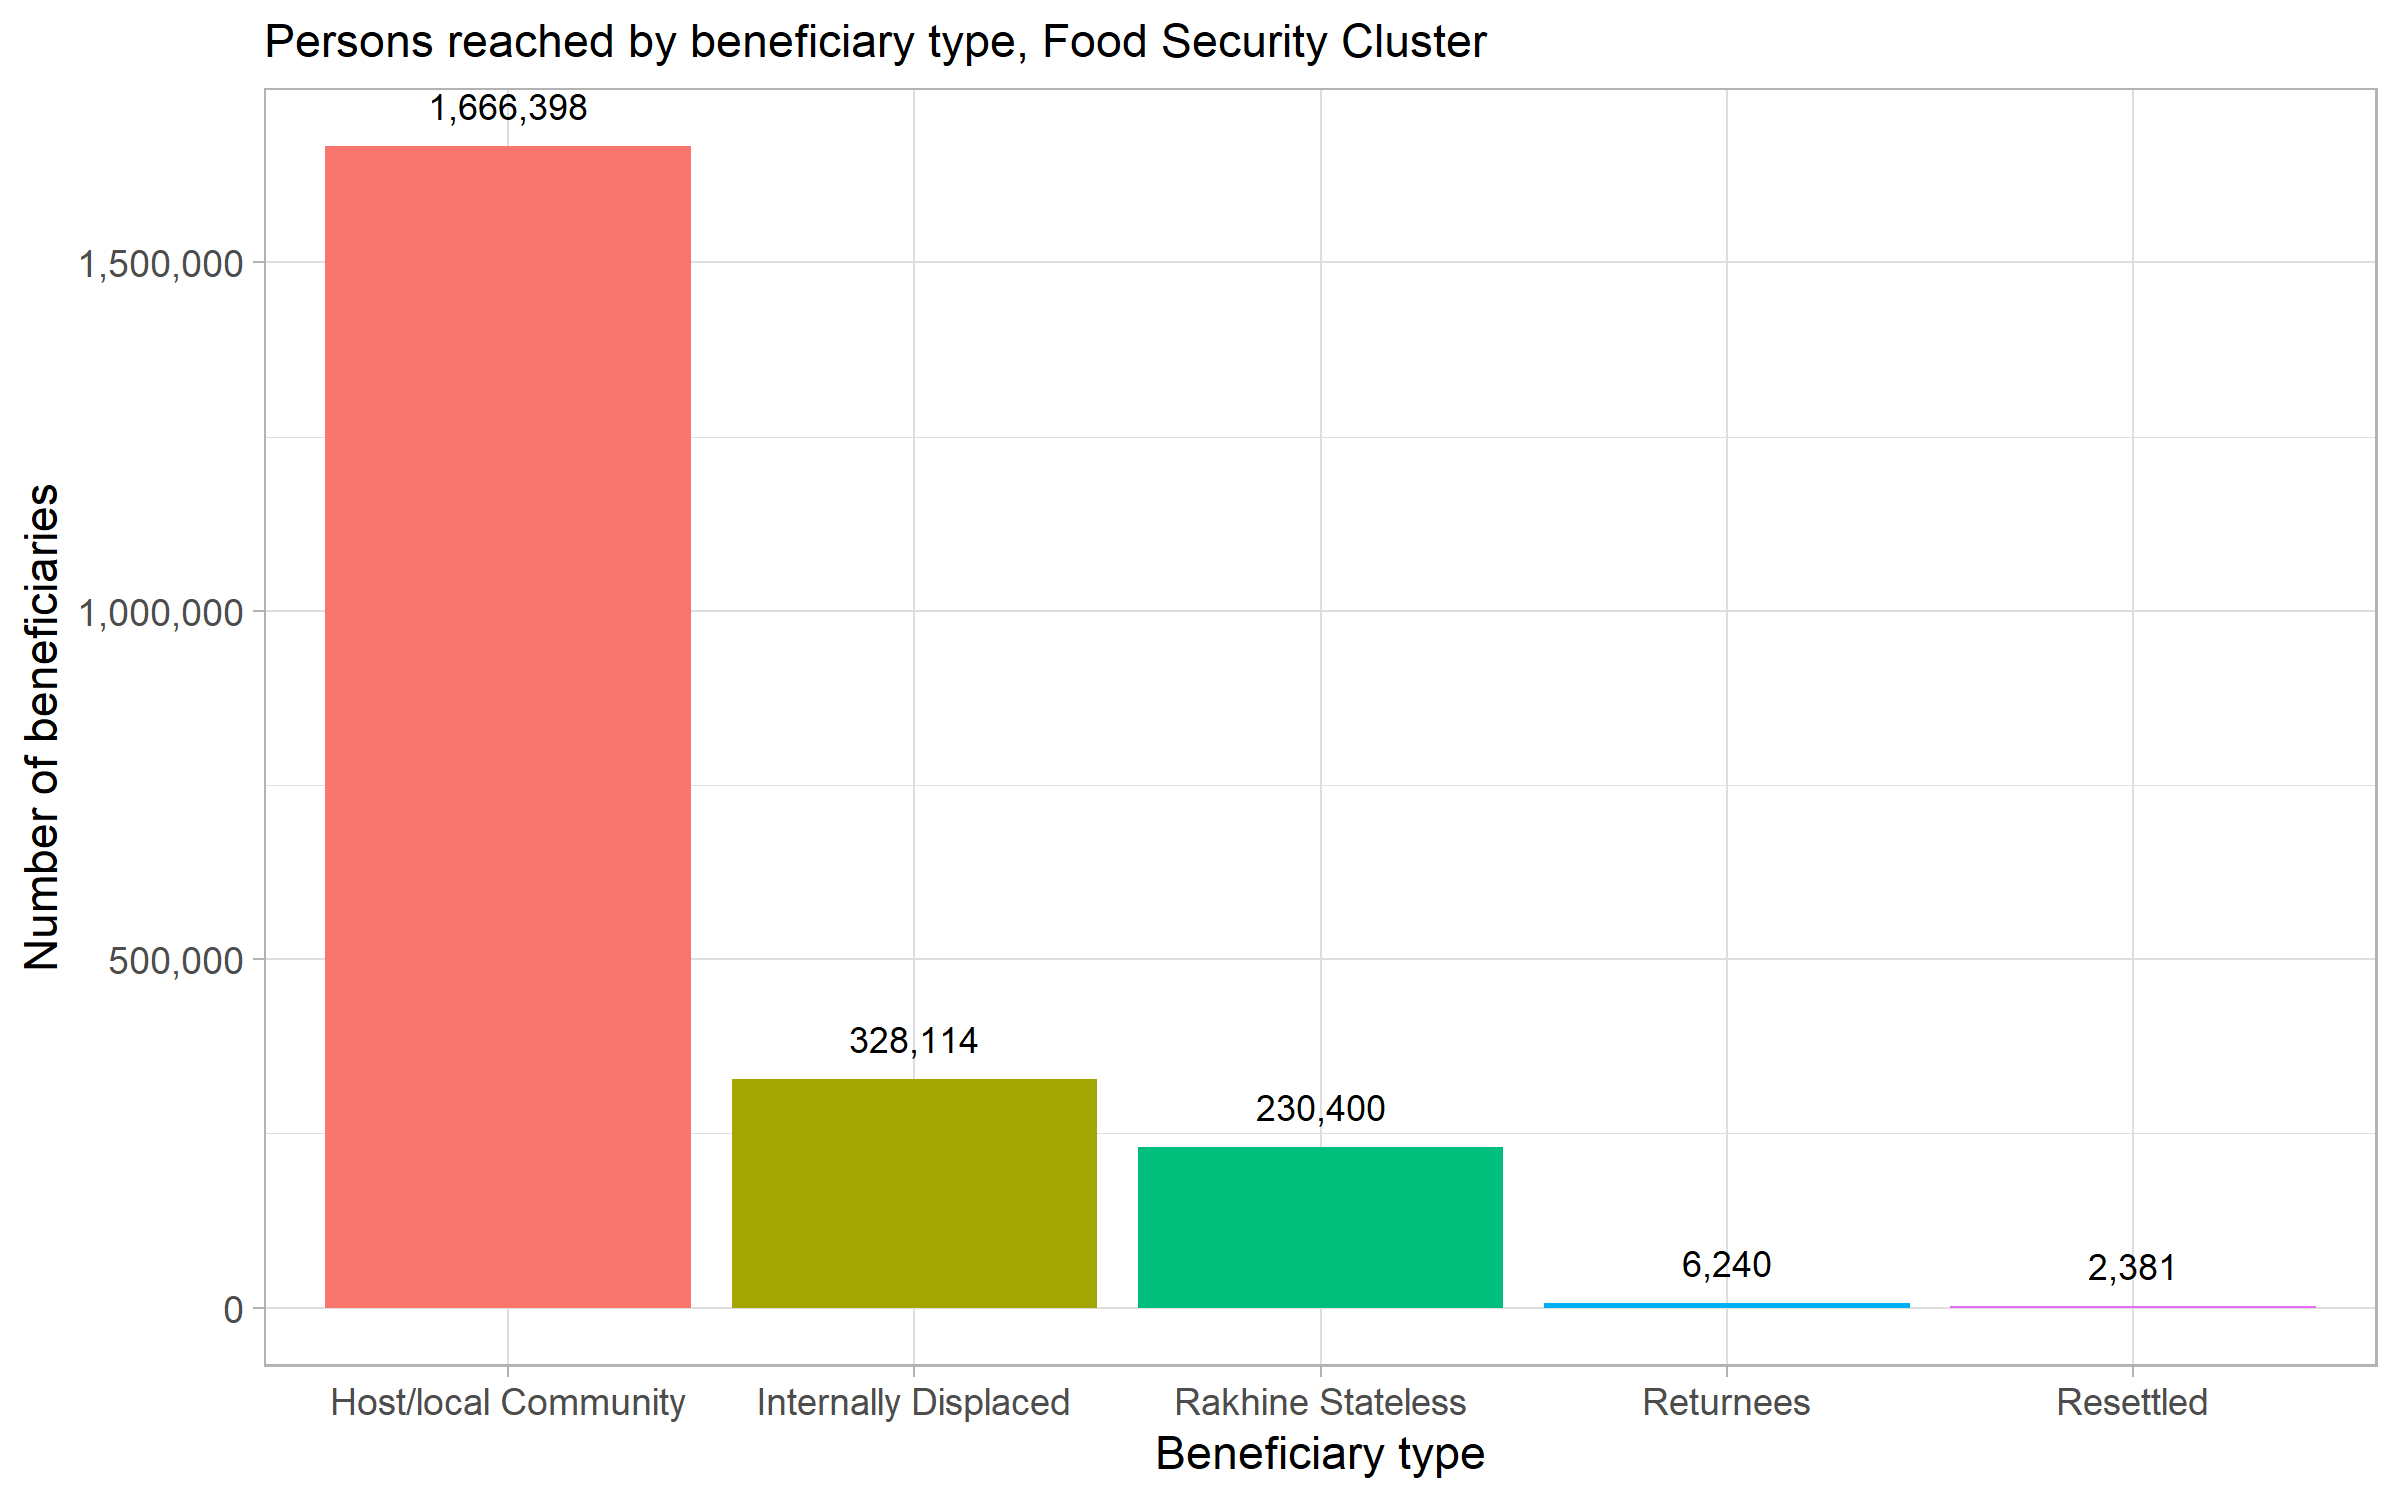 Persons reached by beneficiary type, Food Security Cluster
1,666,398
1,500,000
1,000,000
500,000
0
328,114
230,400
6,240
2,381
Number of beneficiaries
Host/local Community
Internally Displaced
Rakhine Stateless
Returnees
Resettled
Beneficiary type